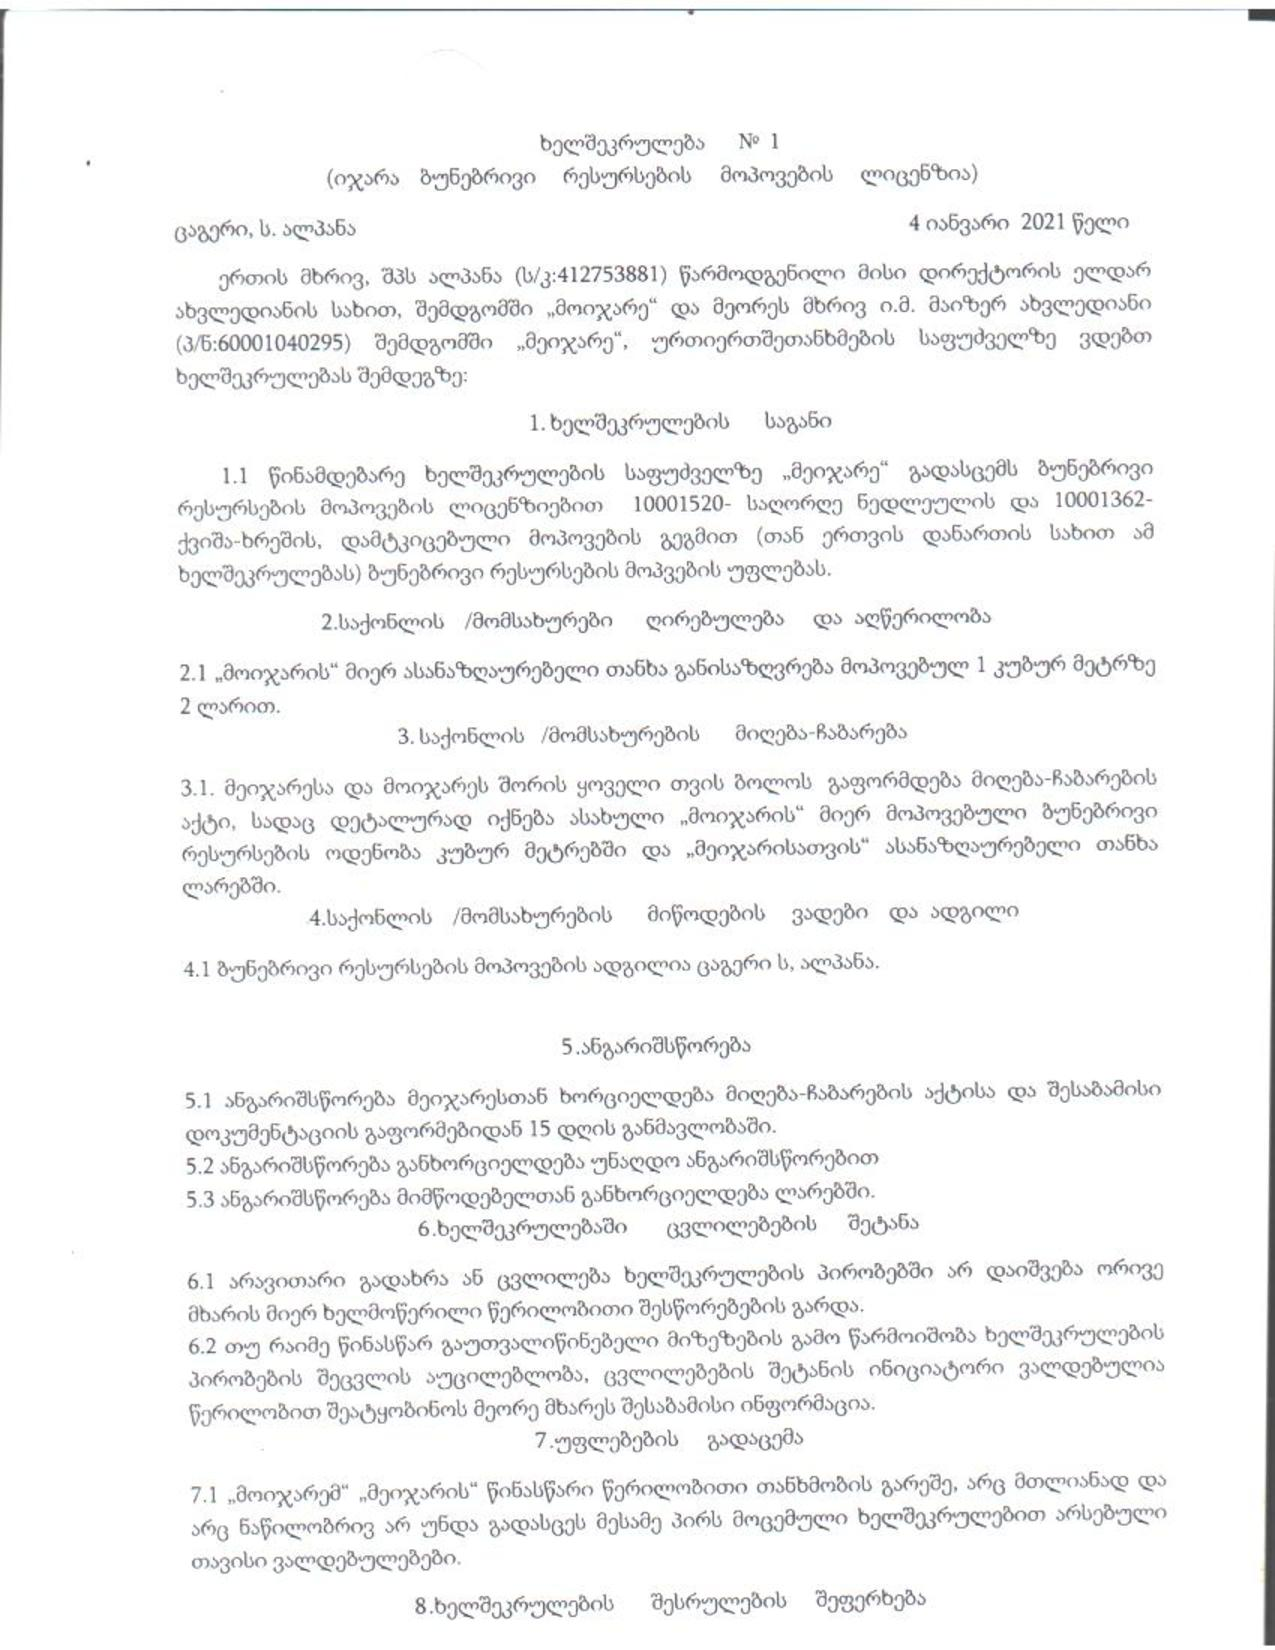 ხელშეკრულება № 1
(იჯარა ბუნებრივი რესურსების მოპოვების ლიცენზია)
ცაგერი, ს. ალპანა 4 იანვარი 2021 წელი
ერთის მხრივ, შპს ალპანა (ს/კ:412753881) წარმოდგენილი მისი დირექტორის ელდარ
ახვლედიანის სახით, შემდგომში „მოიჯარე“ და მეორეს მხრივ ი.მ. მაიზერ ახვლედიანი
(პ/ნ:60001040295) შემდგომში „მეიჯარე“, ურთიერთშეთანხმების საფუძველზე ვდებთ
ხელშეკრულებას შემდეგზე:
1. ხელშეკრულების საგანი
1.1 წინამდებარე ხელშეკრულების საფუძველზე „მეიჯარე“ გადასცემს ბუნებრივი
რესურსების მოპოვების ლიცენზიებით 10001520- საღორღე ნედლეულის და 10001362-
ქვიშა-ხრეშის, დამტკიცებული მოპოვების გეგმით (თან ერთვის დანართის სახით ამ
ხელშეკრულებას) ბუნებრივი რესურსების მოპვების უფლებას.
2.საქონლის /მომსახურები ღირებულება და აღწერილობა
2.1 „მოიჯარის“ მიერ ასანაზღაურებელი თანხა განისაზღვრება მოპოვებულ 1 კუბურ მეტრზე
2 ლარით.
3. საქონლის /მომსახურების მიღება-ჩაბარება
3.1. მეიჯარესა და მოიჯარეს შორის ყოველი თვის ბოლოს გაფორმდება მიღება-ჩაბარების
აქტი, სადაც დეტალურად იქნება ასახული „მოიჯარის“ მიერ მოპოვებული ბუნებრივი
რესურსების ოდენობა კუბურ მეტრებში და „მეიჯარისათვის“ ასანაზღაურებელი თანხა
ლარებში.
4.საქონლის /მომსახურების მიწოდების ვადები და ადგილი
4.1 ბუნებრივი რესურსების მოპოვების ადგილია ცაგერი ს, ალპანა.
5.ანგარიშსწორება
5.1 ანგარიშსწორება მეიჯარესთან ხორციელდება მიღება-ჩაბარების აქტისა და შესაბამისი
დოკუმენტაციის გაფორმებიდან 15 დღის განმავლობაში.
5.2 ანგარიშსწორება განხორციელდება უნაღდო ანგარიშსწორებით
5.3 ანგარიშსწორება მიმწოდებელთან განხორციელდება ლარებში.
6.ხელშეკრულებაში ცვლილებების შეტანა
6.1 არავითარი გადახრა ან ცვლილება ხელშეკრულების პირობებში არ დაიშვება ორივე
მხარის მიერ ხელმოწერილი წერილობითი შესწორებების გარდა.
6.2 თუ რაიმე წინასწარ გაუთვალიწინებელი მიზეზების გამო წარმოიშობა ხელშეკრულების
პირობების შეცვლის აუცილებლობა, ცვლილებების შეტანის ინიციატორი ვალდებულია
წერილობით შეატყობინოს მეორე მხარეს შესაბამისი ინფორმაცია.
7.უფლებების გადაცემა
7.1 „მოიჯარემ“ „მეიჯარის“ წინასწარი წერილობითი თანხმობის გარეშე, არც მთლიანად და
არც ნაწილობრივ არ უნდა გადასცეს მესამე პირს მოცემული ხელშეკრულებით არსებული
თავისი ვალდებულებები.
8.ხელშეკრულების შესრულების შეფერხება